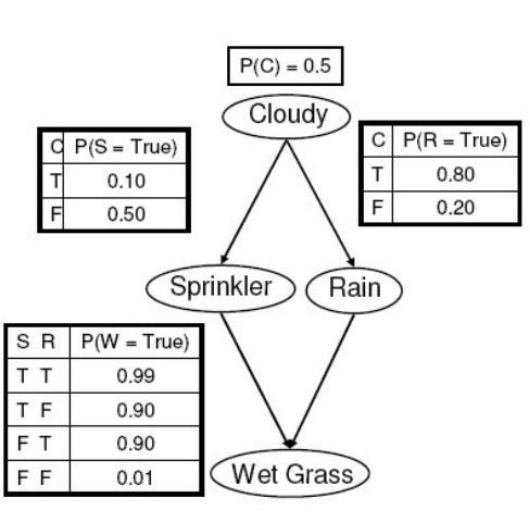 P(C) = 0.5
Cloudy
C P(S = True)
T 0.10
F 0.50
C P(R = True)
T 0.80
F 0.20
Sprinkler
Rain
S R P(W = True)
T T 0.99
T F 0.90
F T 0.90
F F 0.01
Wet Grass